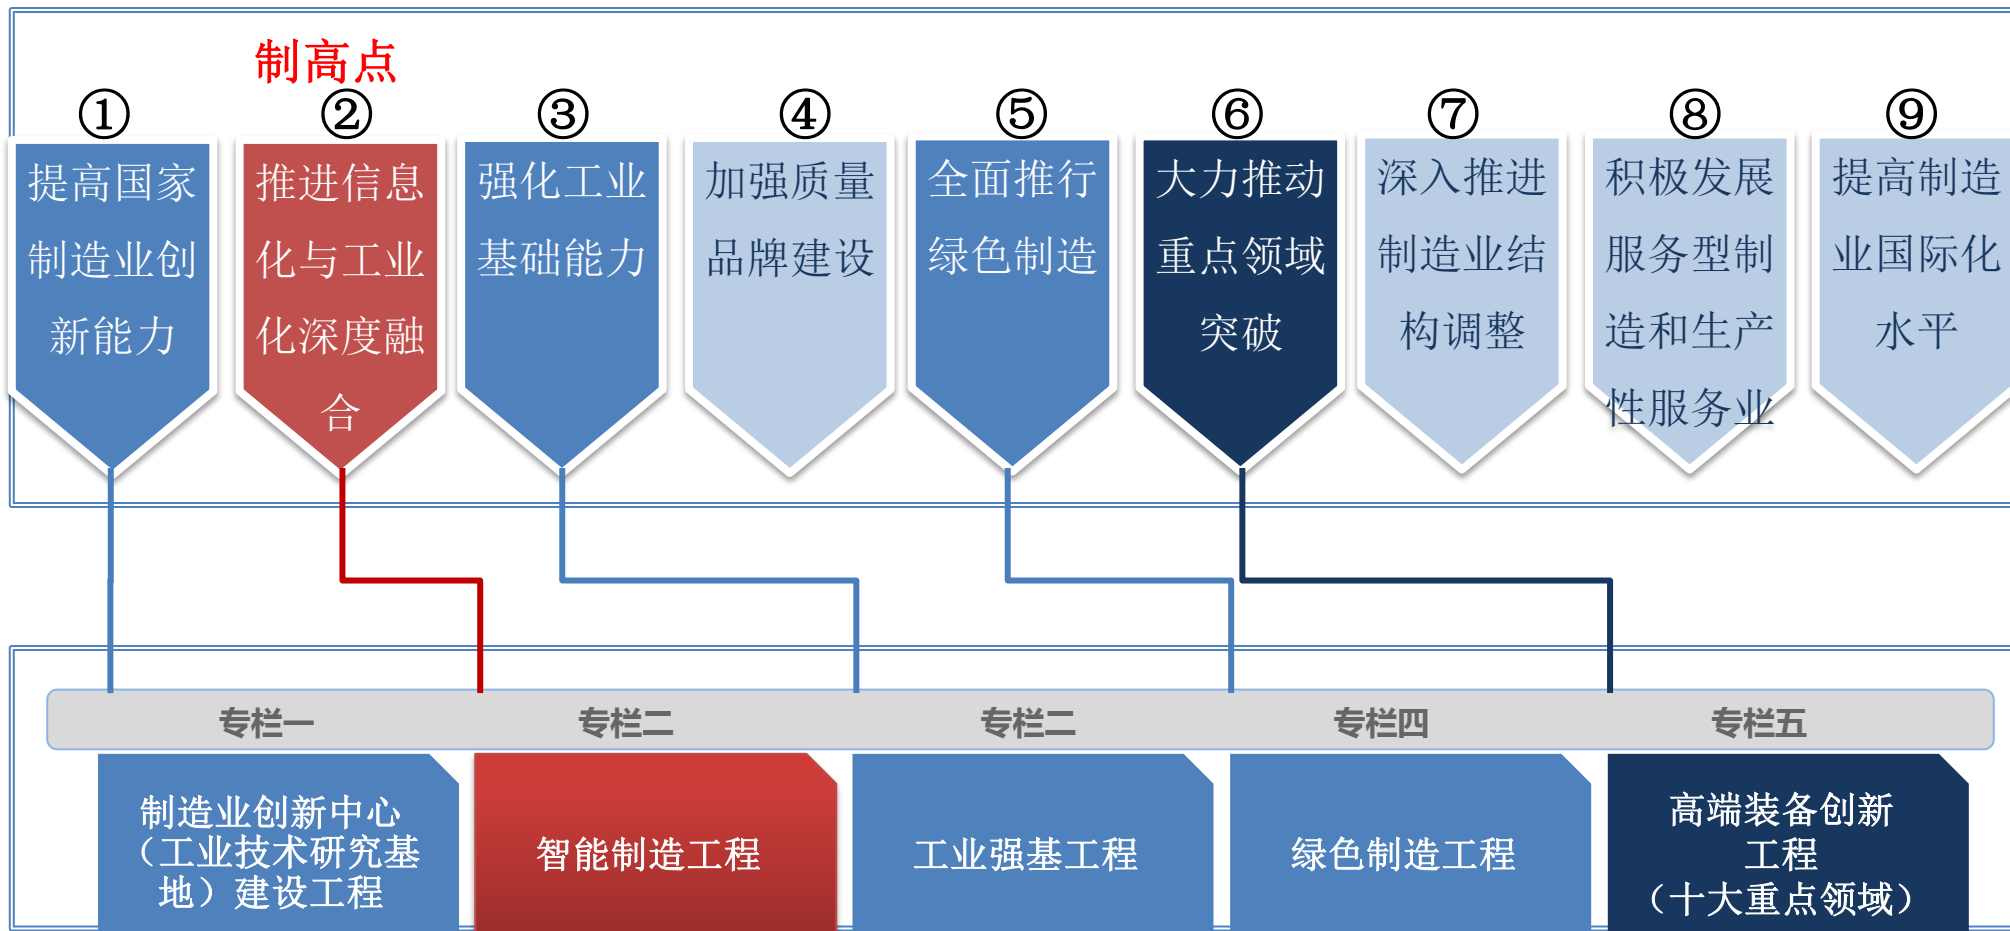 制高点
①
②
③
④
⑤
⑥
⑦
⑧
⑨
提高国家
制造业创
新能力
推进信息
化与工业
化深度融
合
强化工业
基础能力
加强质量
品牌建设
全面推行
绿色制造
大力推动
重点领域
突破
深入推进
制造业结
构调整
积极发展
服务型制
造和生产
性服务业
提高制造
业国际化
水平
专栏一
专栏二
专栏二
专栏四
专栏五
制造业创新中心
（工业技术研究基
地）建设工程
智能制造工程
工业强基工程
绿色制造工程
高端装备创新
工程
（十大重点领域）